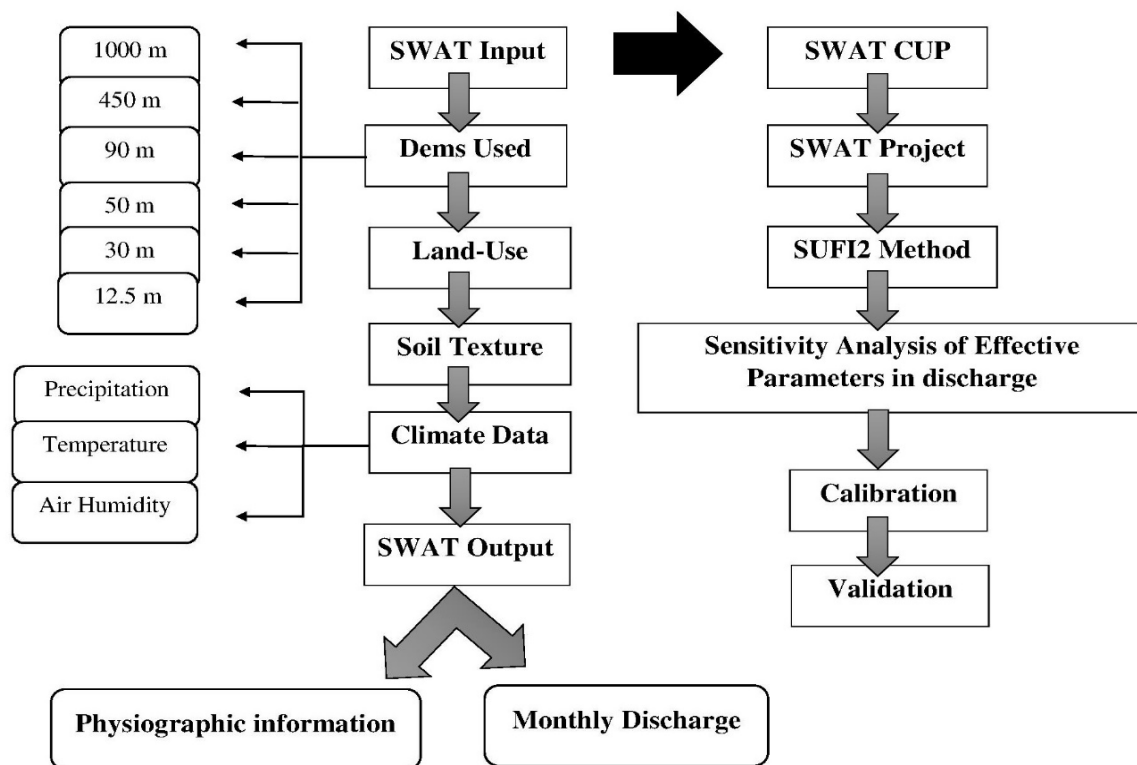 1000 m
450 m
90 m
50 m
30 m
12.5 m
Precipitation
Temperature
Air Humidity
SWAT Input
Dems Used
Land-Use
Soil Texture
Climate Data
SWAT Output
Physiographic information
Monthly Discharge
SWAT CUP
SWAT Project
SUFI2 Method
Sensitivity Analysis of Effective
Parameters in discharge
Calibration
Validation